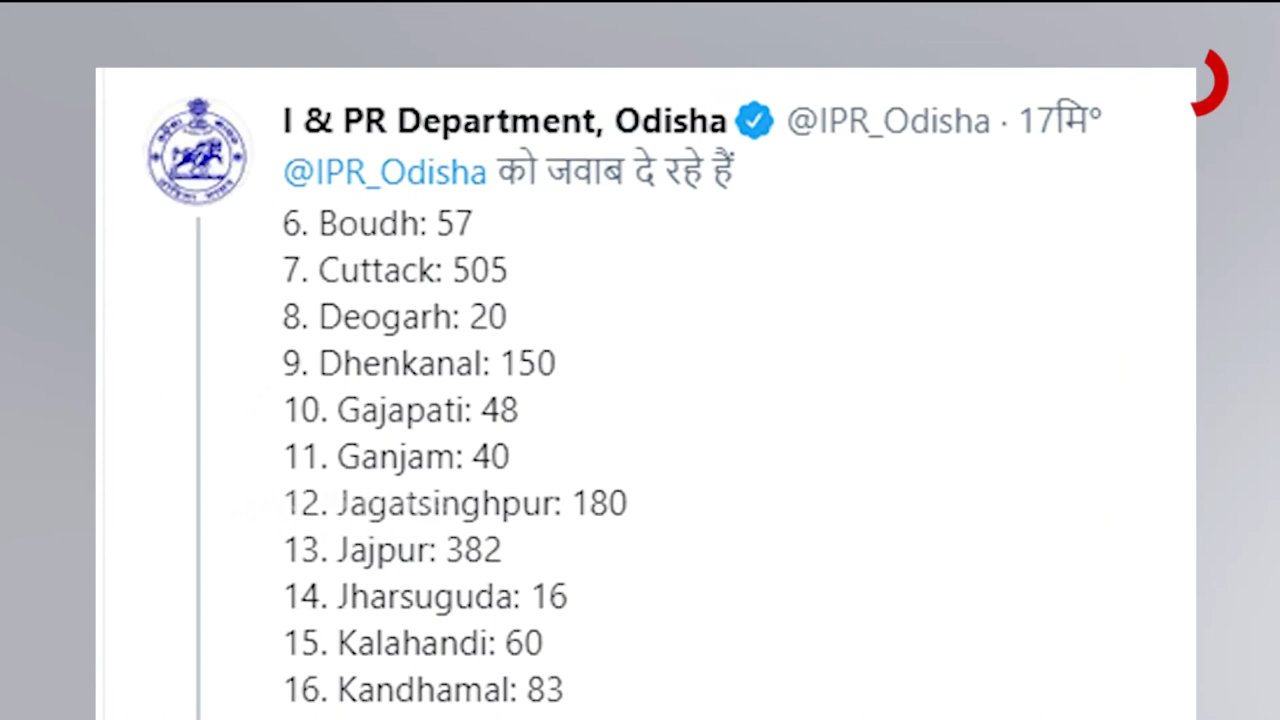 I & PR Department, Odisha @IPR_Odisha · 17मि°
@IPR_Odisha को जवाब दे रहे हैं
6. Boudh: 57
7. Cuttack: 505
8. Deogarh: 20
9. Dhenkanal: 150
10. Gajapati: 48
11. Ganjam: 40
12. Jagatsinghpur: 180
13. Jajpur: 382
14. Jharsuguda: 16
15. Kalahandi: 60
16. Kandhamal: 83